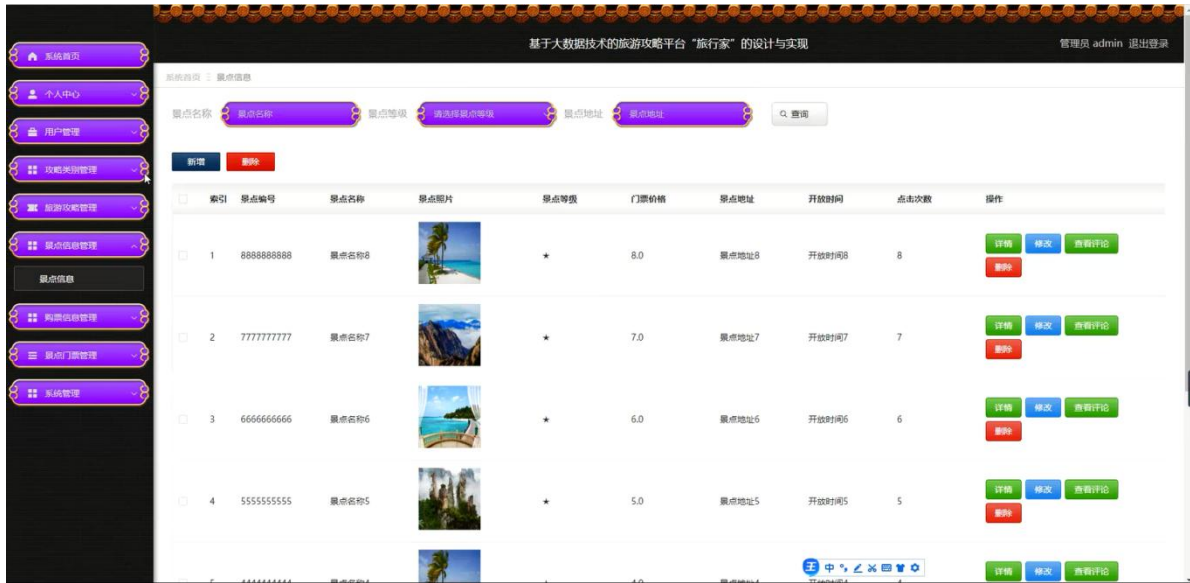 基于大数据技术的旅游攻略平台“旅行家”的设计与实现
管理员 admin 退出登录
系统首页
个人中心
用户管理
攻略类别管理
旅游攻略管理
景点信息管理
景点信息
购票信息管理
景点门票管理
系统管理
系统首页 景点信息
景点名称 景点名称 景点等级 请选择景点等级 景点地址 景点地址 查询
新增 删除
索引 景点编号 景点名称 景点照片 景点等级 门票价格 景点地址 开放时间 点击次数 操作
1 8888888888 景点名称8 ★ 8.0 景点地址8 开放时间8 8 详情 修改 查看评论
删除
2 7777777777 景点名称7 ★ 7.0 景点地址7 开放时间7 7 详情 修改 查看评论
删除
3 6666666666 景点名称6 ★ 6.0 景点地址6 开放时间6 6 详情 修改 查看评论
删除
4 5555555555 景点名称5 ★ 5.0 景点地址5 开放时间5 5 详情 修改 查看评论
删除
王 中
详情 修改 查看评论